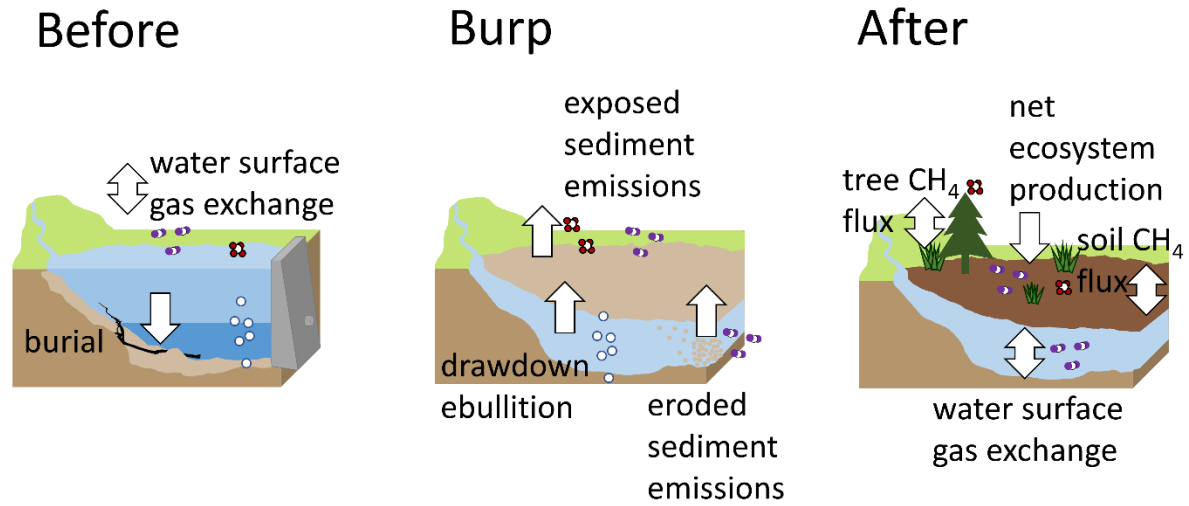 Before
water surface
gas exchange
burial
Burp
exposed
sediment
emissions
drawdown
ebullition
eroded
sediment
emissions
After
net
ecosystem
production
tree CH₄
flux
soil CH₄
flux
water surface
gas exchange